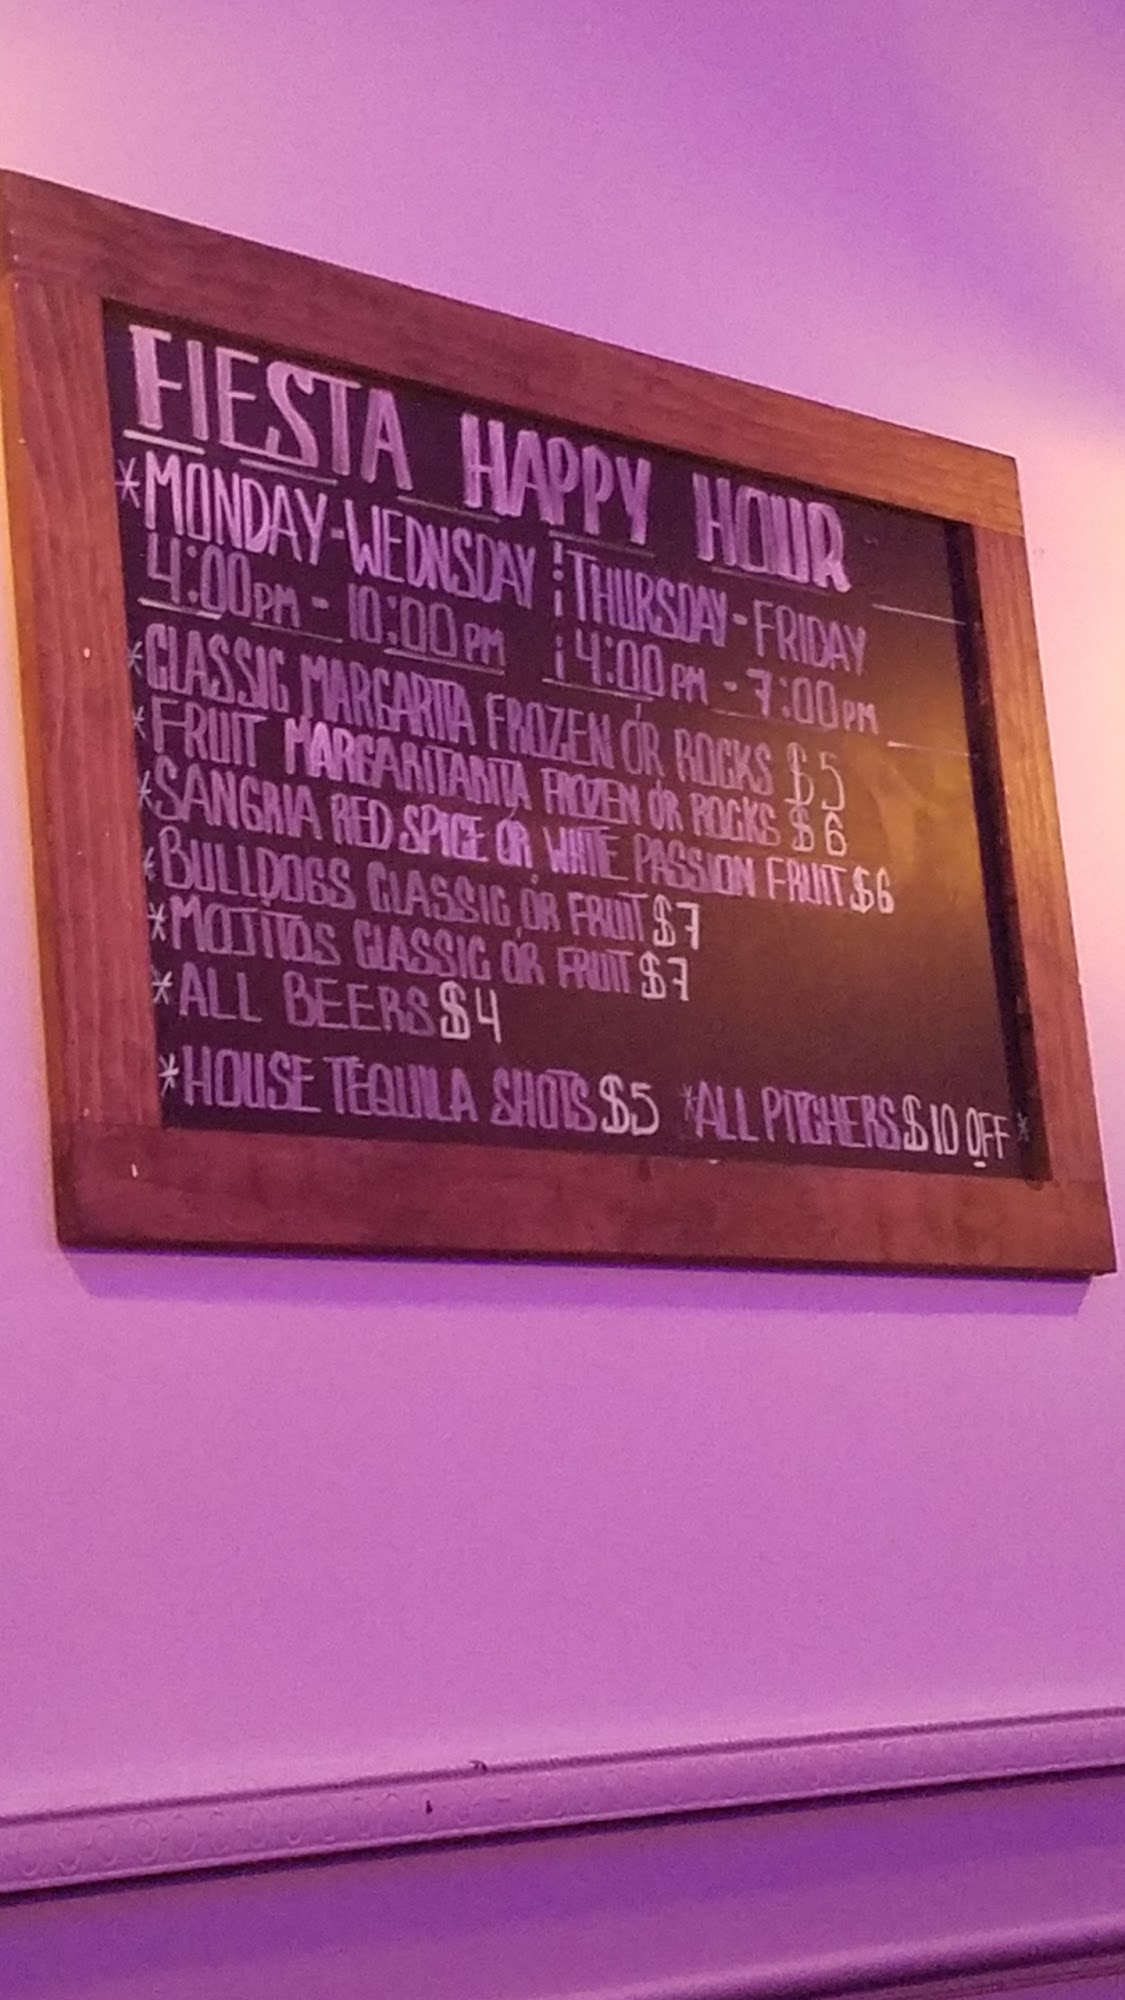 FIESTA HAPPY HOUR
*MONDAY-WEDNSDAY THURSDAY-FRIDAY
4:00PM - 10:00PM 4:00PM - 7:00PM
*CLASSIC MARGARITA FROZEN OR ROCKS $5
*FRUIT MARGARITARITA FROZEN OR ROCKS $6
*SANGRIA RED SPICE OR WHITE PASSION FRUIT $6
*BULLDOGS CLASSIC OR FRUIT $7
*MOJITOS CLASSIC OR FRUIT $7
*ALL BEERS $4
*HOUSE TEQUILA SHOTS $5 *ALL PITCHERS $10 OFF*